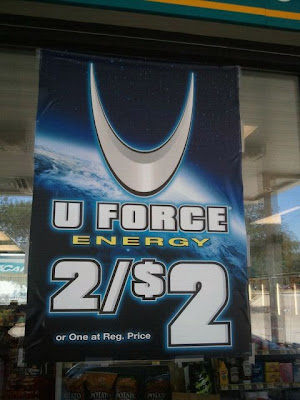 U FORCE
ENERGY
2/$2
or One at Reg. Price